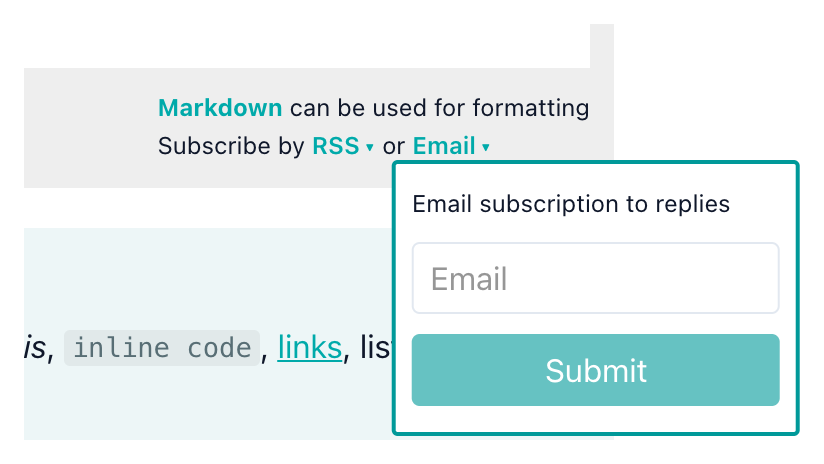 Markdown can be used for formatting
Subscribe by RSS ▾ or Email ▾
Email subscription to replies
Email
is, inline code, links, lis
Submit